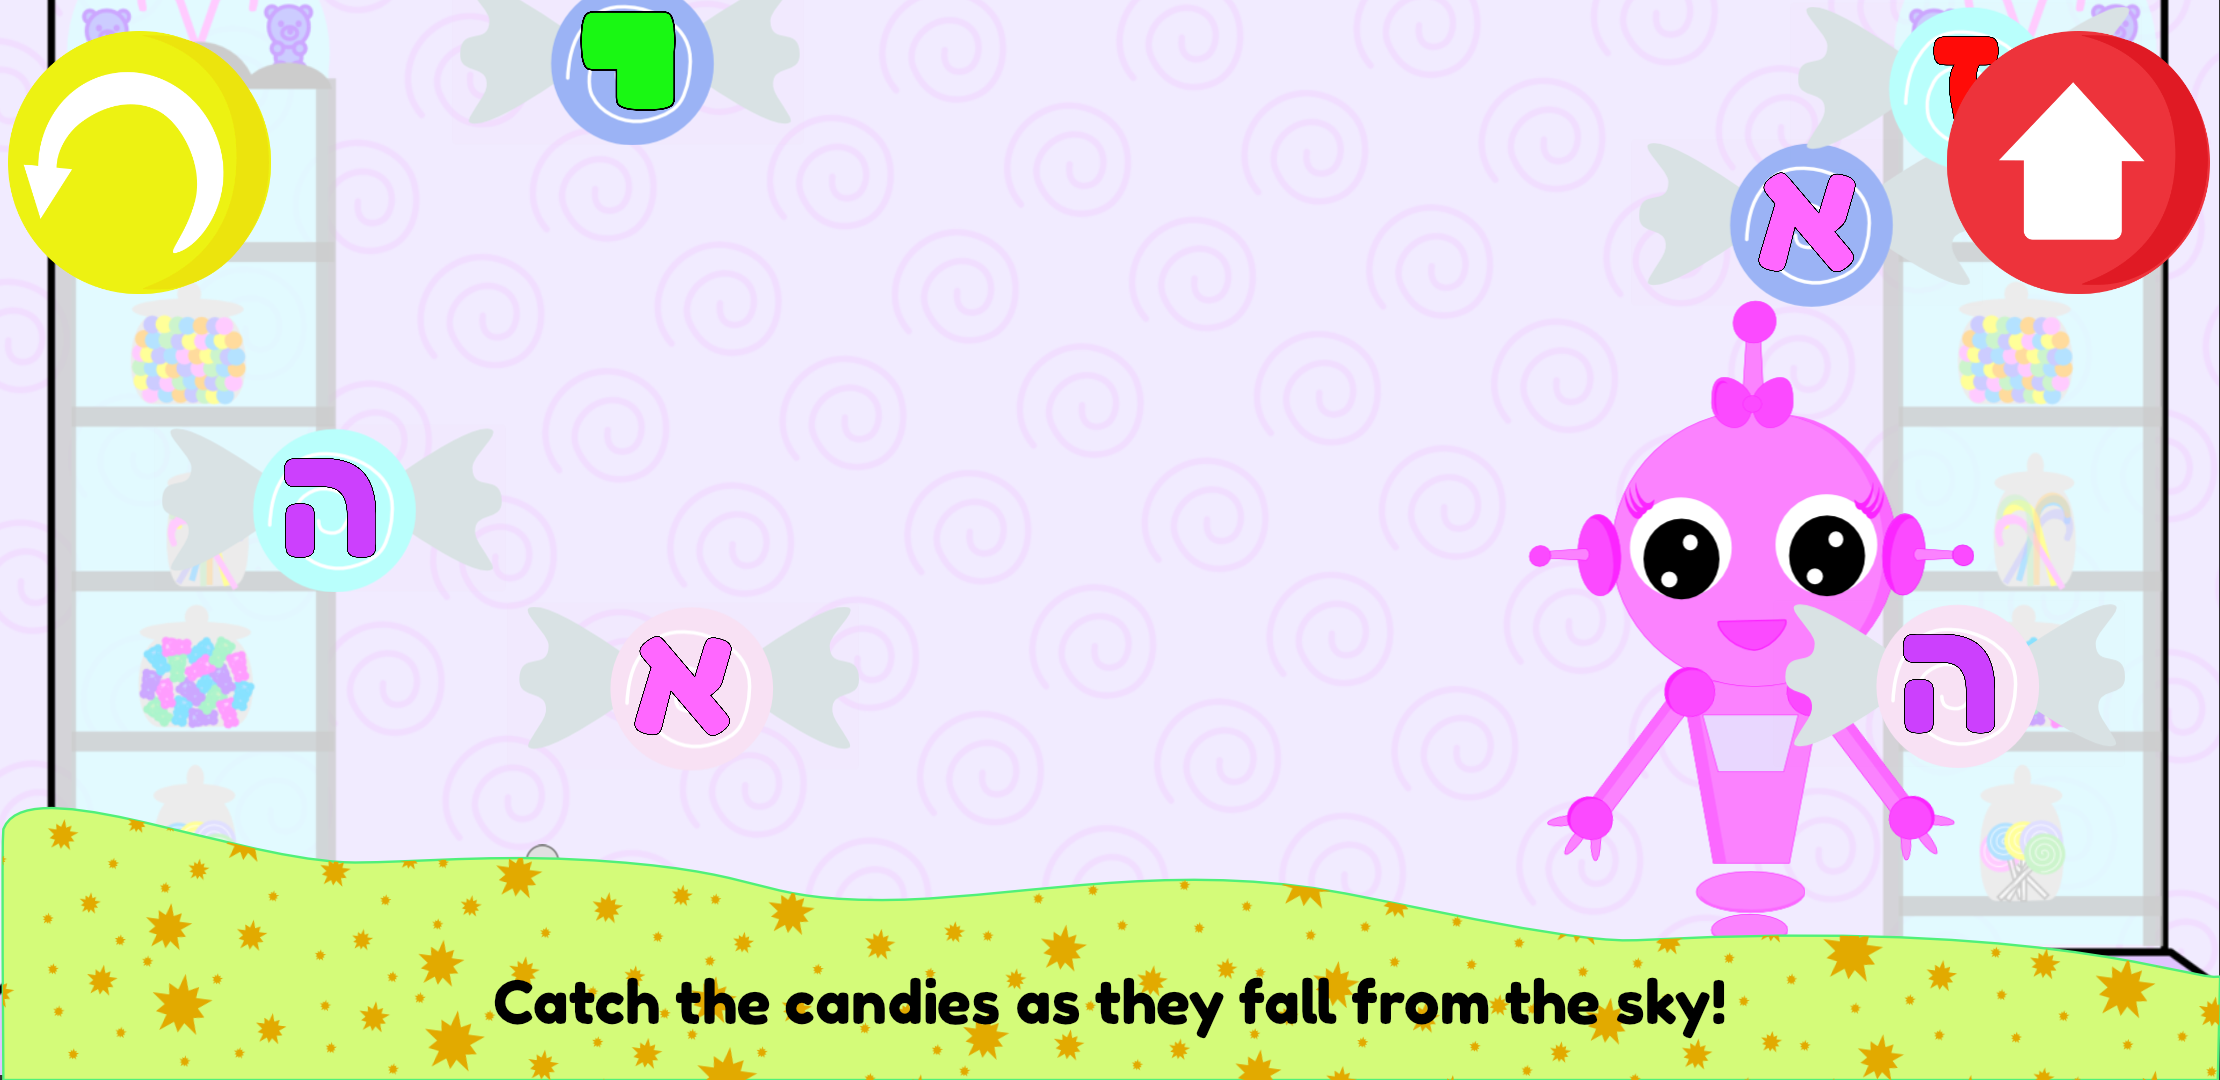 י
ז
א
ה
א
ה
Catch the candies as they fall from the sky!